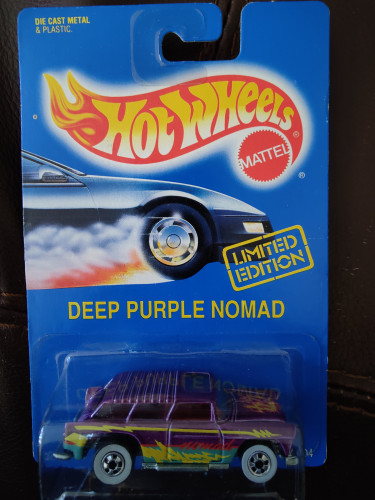 DIE CAST METAL
& PLASTIC.
HOT WHEELS
®
MATTEL
®
LIMITED
EDITION
DEEP PURPLE NOMAD